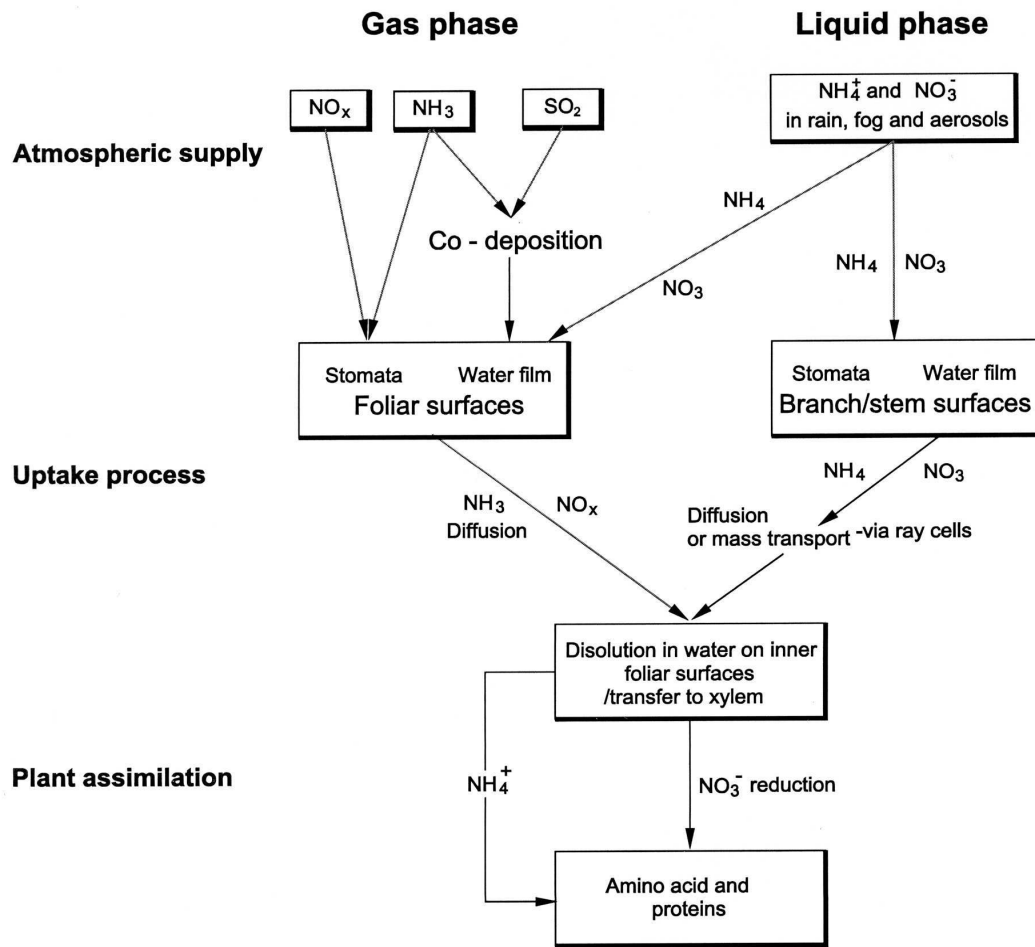 Gas phase
Liquid phase
NOₓ
NH₃
SO₂
NH₄⁺ and NO₃⁻
in rain, fog and aerosols
Atmospheric supply
NH₄
Co - deposition
NH₄ NO₃
NO₃
Stomata Water film
Foliar surfaces
Stomata Water film
Branch/stem surfaces
Uptake process
NH₃ NOₓ
Diffusion
NH₄ NO₃
Diffusion
or mass transport -via ray cells
Disolution in water on inner
foliar surfaces
/transfer to xylem
Plant assimilation
NH₄⁺
NO₃⁻ reduction
Amino acid and
proteins